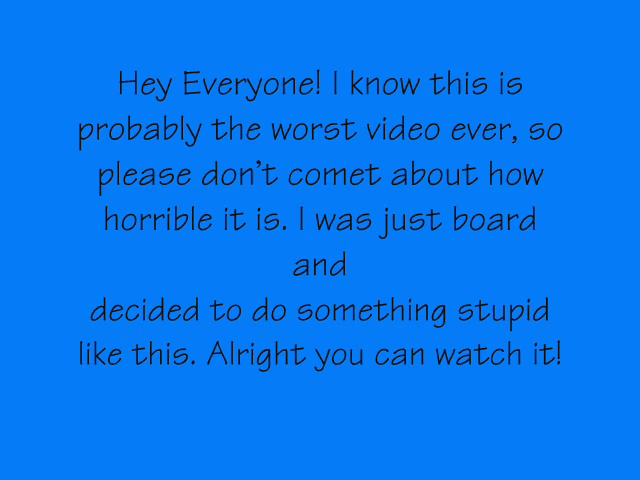 Hey Everyone! I know this is
probably the worst video ever, so
please don’t comet about how
horrible it is. I was just board
and
decided to do something stupid
like this. Alright you can watch it!